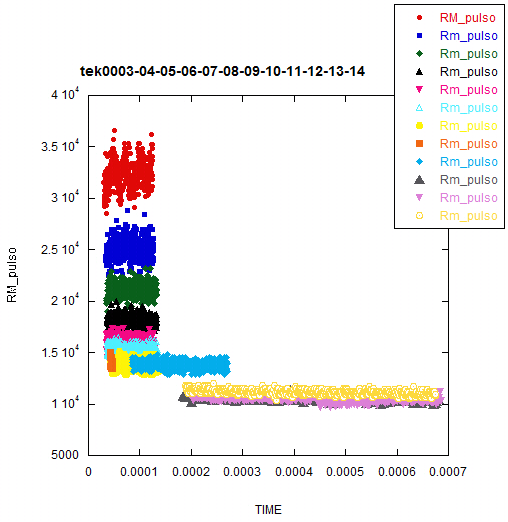 RM_pulso
Rm_pulso
Rm_pulso
Rm_pulso
Rm_pulso
Rm_pulso
Rm_pulso
Rm_pulso
Rm_pulso
Rm_pulso
Rm_pulso
Rm_pulso
tek0003-04-05-06-07-08-09-10-11-12-13-14
4 10⁴
3.5 10⁴
3 10⁴
2.5 10⁴
2 10⁴
1.5 10⁴
1 10⁴
5000
RM_pulso
0 0.0001 0.0002 0.0003 0.0004 0.0005 0.0006 0.0007
TIME